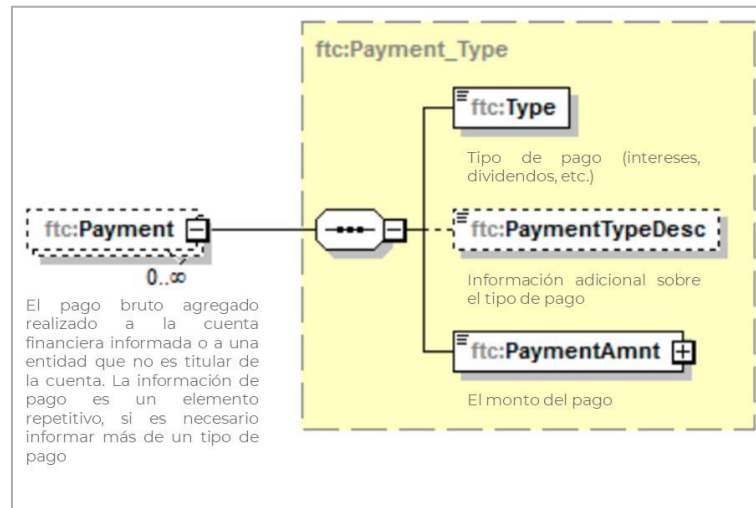 ftc:Payment_Type
ftc:Type
Tipo de pago (intereses,
dividendos, etc.)
ftc:Payment
0..∞
ftc:PaymentTypeDesc
Información adicional sobre
el tipo de pago
El pago bruto agregado
realizado a la cuenta
financiera informada o a una
entidad que no es titular de
la cuenta. La información de
pago es un elemento
repetitivo, si es necesario
informar más de un tipo de
pago
ftc:PaymentAmnt
El monto del pago